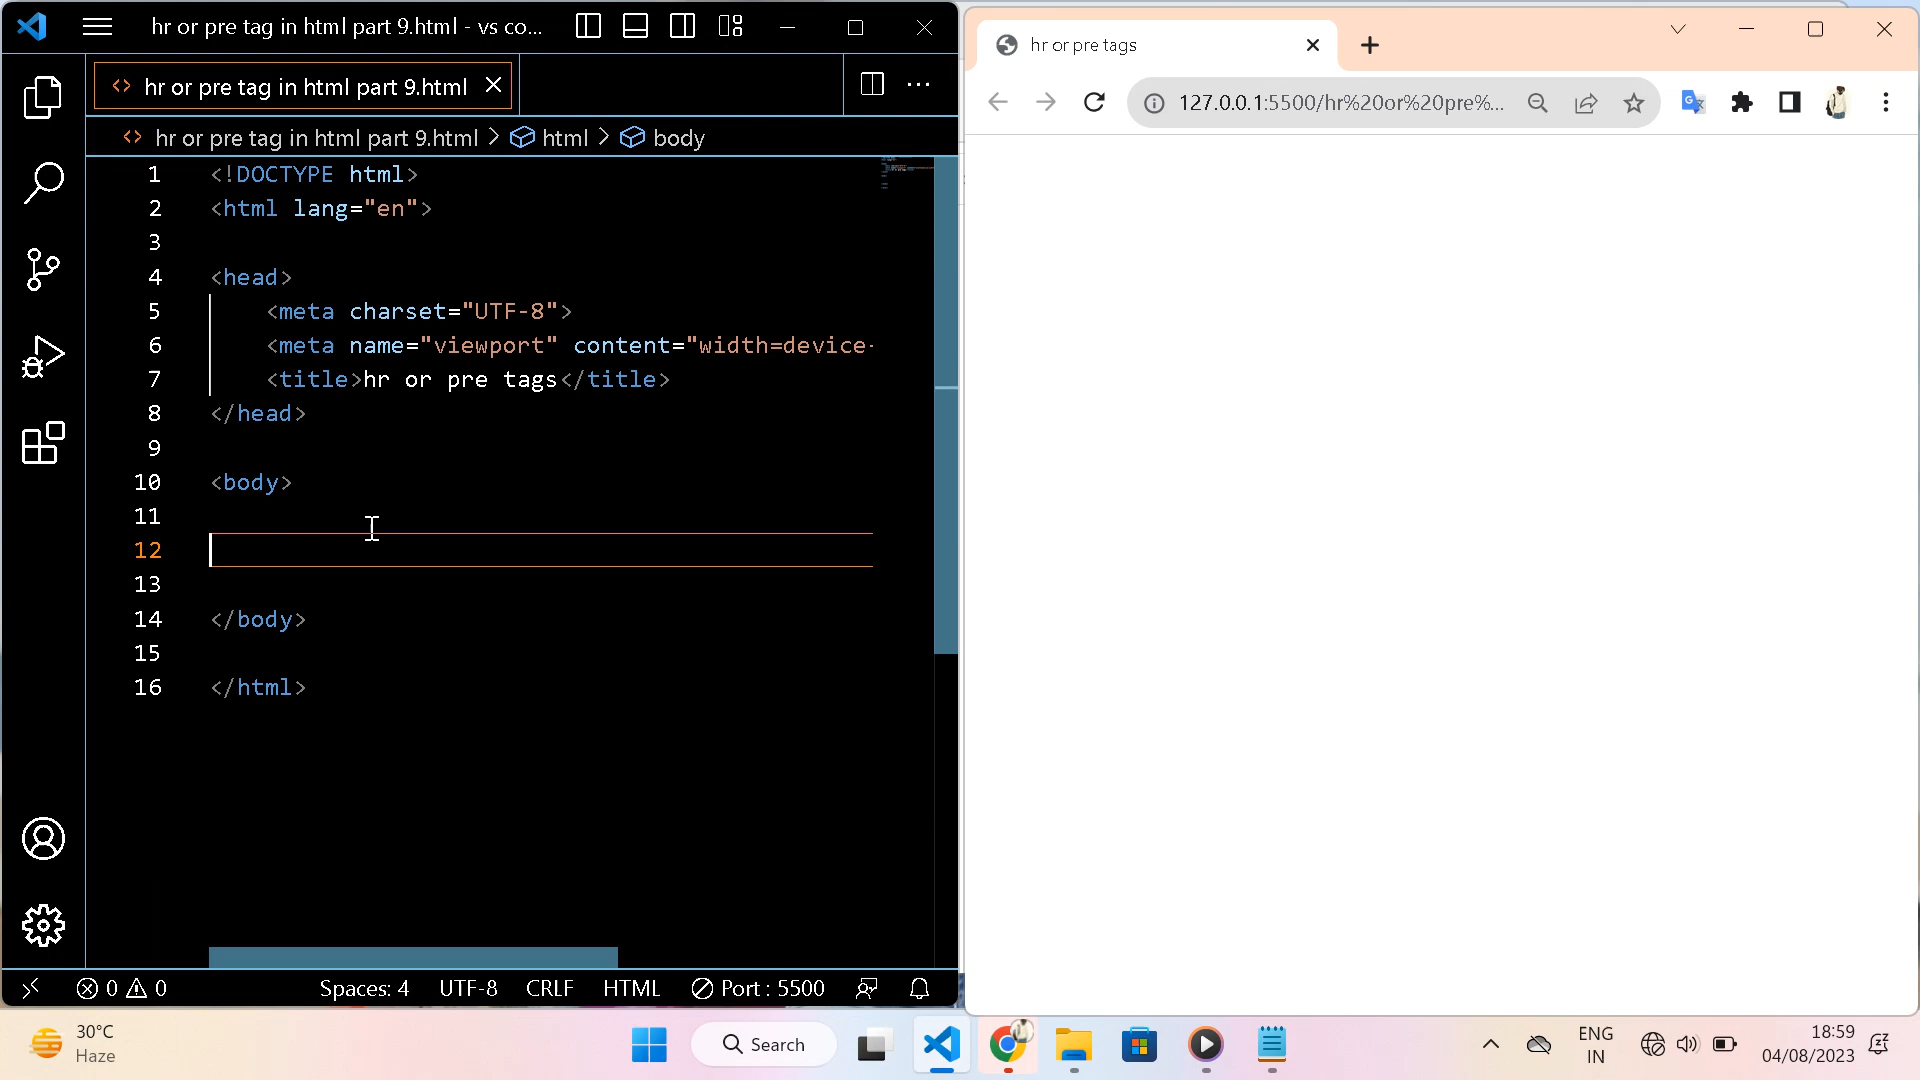 hr or pre tag in html part 9.html - vs co...
hr or pre tag in html part 9.html
hr or pre tag in html part 9.html > html > body
1 <!DOCTYPE html>
2 <html lang="en">
3
4 <head>
5 <meta charset="UTF-8">
6 <meta name="viewport" content="width=device-
7 <title>hr or pre tags</title>
8 </head>
9
10 <body>
11
12
13
14 </body>
15
16 </html>
0 0 Spaces: 4 UTF-8 CRLF HTML Port : 5500
hr or pre tags
127.0.0.1:5500/hr%20or%20pre%...
30°C
Haze
Search
ENG
IN
18:59
04/08/2023